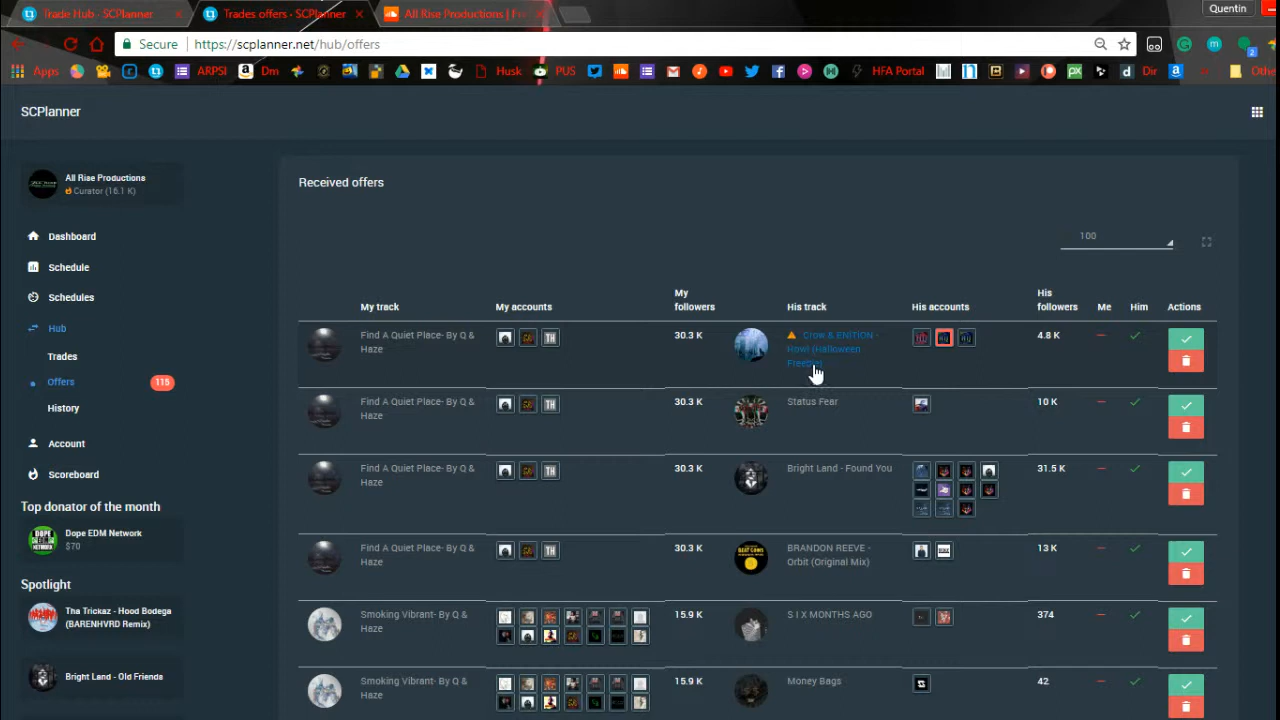 Trade Hub - SCPlanner
Trades offers - SCPlanner
All Rise Productions | Fr
Quentin
Secure
https://scplanner.net/hub/offers
Apps
ARPSI
Dm
Husk
PUS
HFA Portal
Dir
Othe
SCPlanner
All Rise Productions
Curator (16.1 K)
Dashboard
Schedule
Schedules
Hub
Trades
Offers
115
History
Account
Scoreboard
Top donator of the month
Dope EDM Network
$70
Spotlight
Tha Trickaz - Hood Bodega
(BARENHVRD Remix)
Bright Land - Old Friends
Received offers
100
My track
My accounts
My
followers
His track
His accounts
His
followers
Me
Him
Actions
Find A Quiet Place- By Q &
Haze
30.3 K
Crow & ENITION -
Howl (Halloween
Freebie)
4.8 K
Find A Quiet Place- By Q &
Haze
30.3 K
Status Fear
10 K
Find A Quiet Place- By Q &
Haze
30.3 K
Bright Land - Found You
31.5 K
Find A Quiet Place- By Q &
Haze
30.3 K
BRANDON REEVE -
Orbit (Original Mix)
13 K
Smoking Vibrant- By Q &
Haze
15.9 K
S I X MONTHS AGO
374
Smoking Vibrant- By Q &
Haze
15.9 K
Money Bags
42